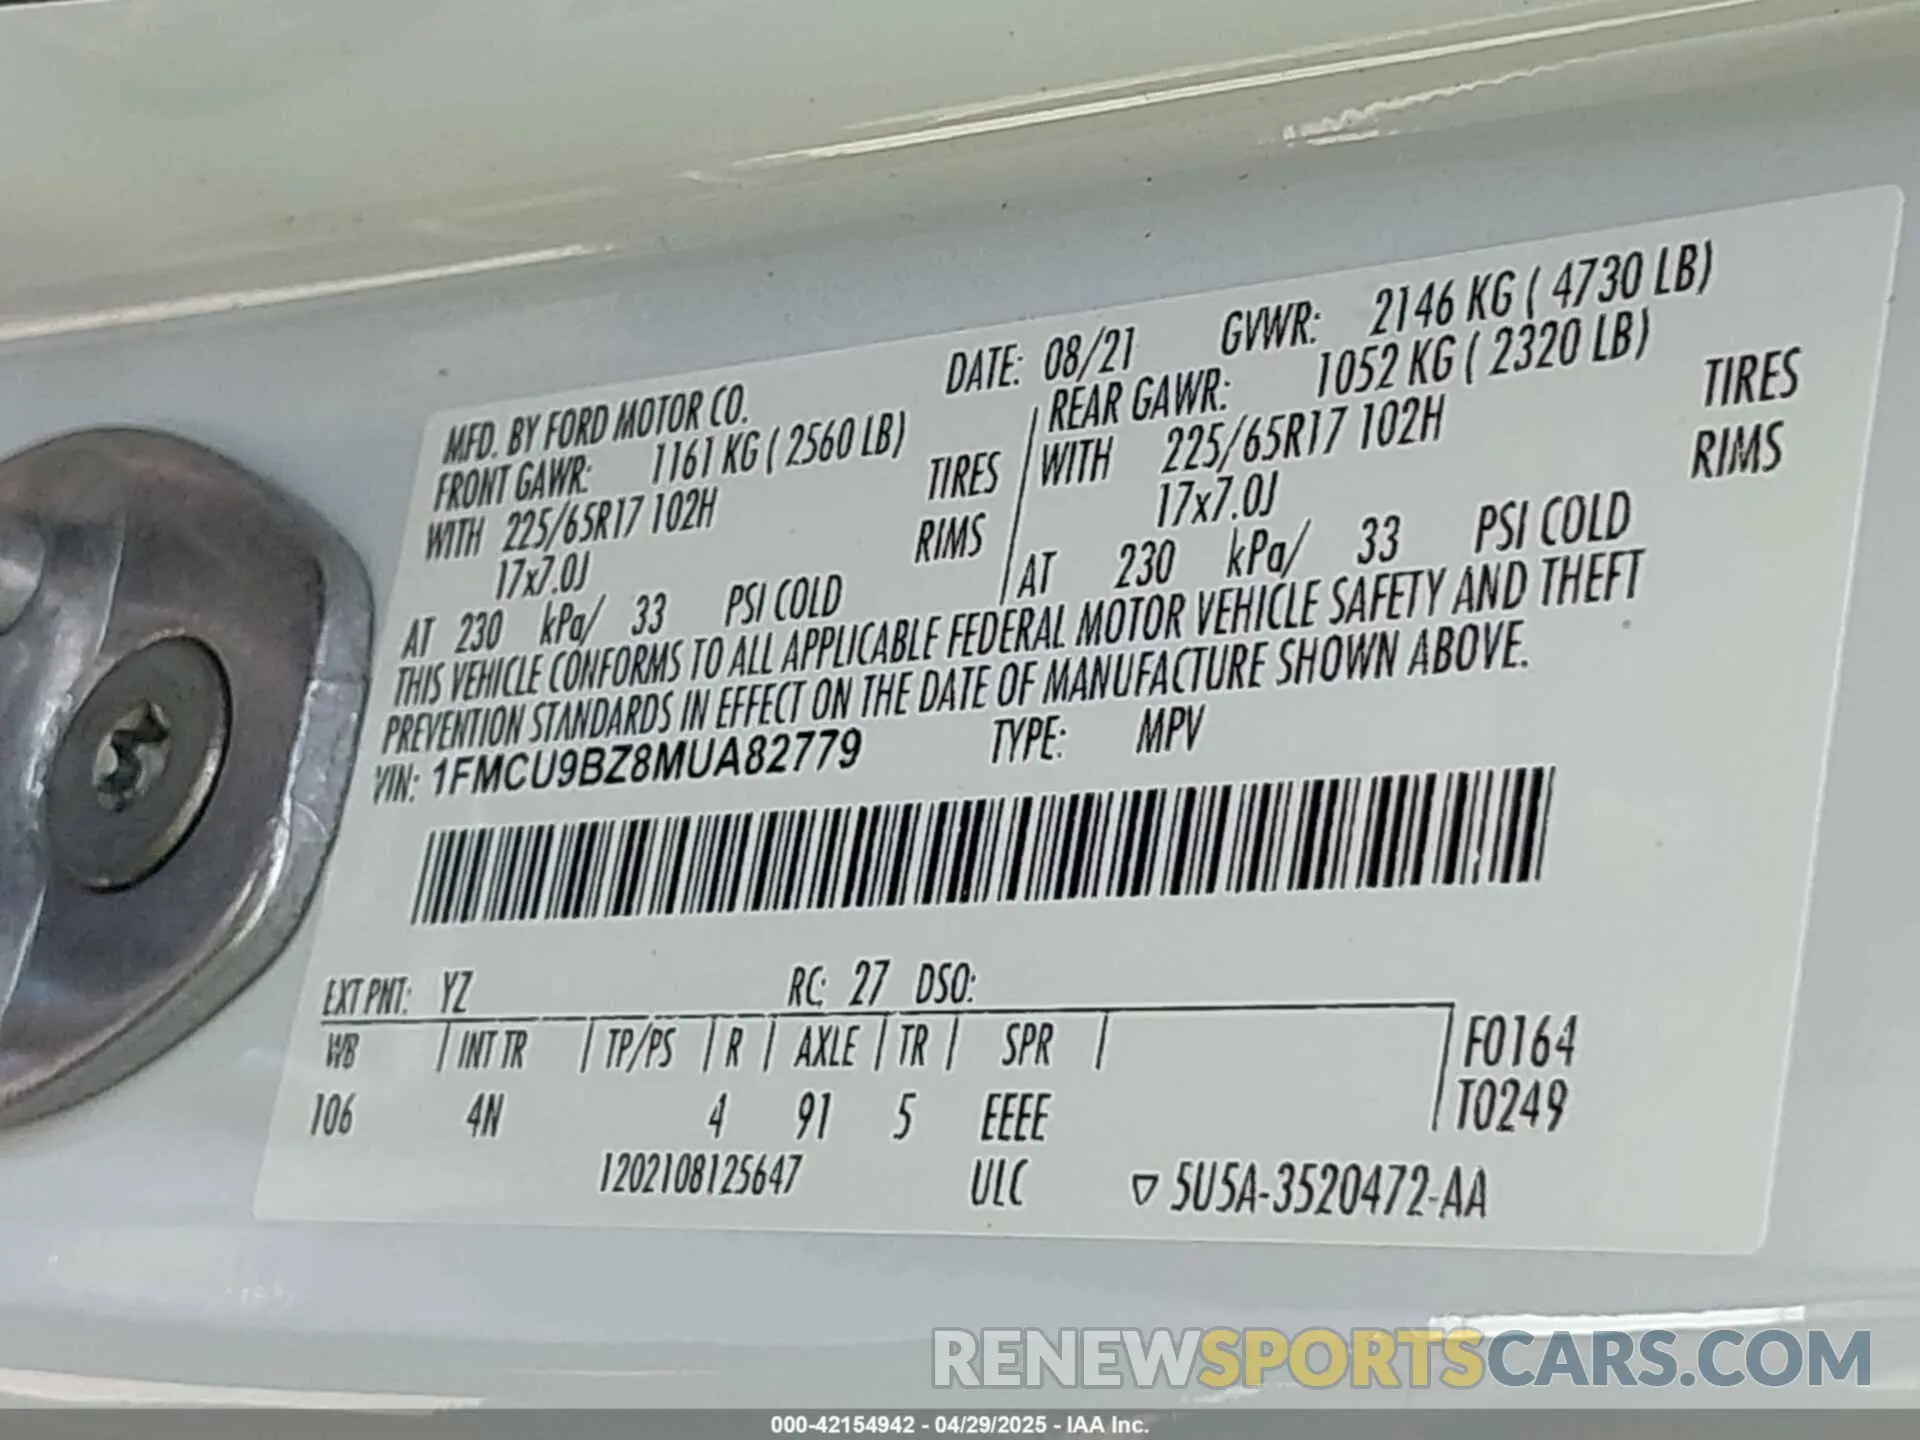 MFD. BY FORD MOTOR CO. DATE: 08/21 GVWR: 2146 KG ( 4730 LB)
FRONT GAWR: 1161 KG ( 2560 LB) REAR GAWR: 1052 KG ( 2320 LB)
WITH 225/65R17 102H TIRES WITH 225/65R17 102H TIRES
17x7.0J RIMS 17x7.0J RIMS
AT 230 kPa/ 33 PSI COLD AT 230 kPa/ 33 PSI COLD
THIS VEHICLE CONFORMS TO ALL APPLICABLE FEDERAL MOTOR VEHICLE SAFETY AND THEFT
PREVENTION STANDARDS IN EFFECT ON THE DATE OF MANUFACTURE SHOWN ABOVE.
VIN: 1FMCU9BZ8MUA82779 TYPE: MPV
EXT PNT: YZ RC: 27 DSO:
WB INT TR TP/PS R AXLE TR SPR F0164
106 4N 4 91 5 EEEE T0249
1202108125647 ULC 5U5A-3520472-AA
RENEWSPORTSCARS.COM
000-42154942 - 04/29/2025 - IAA Inc.